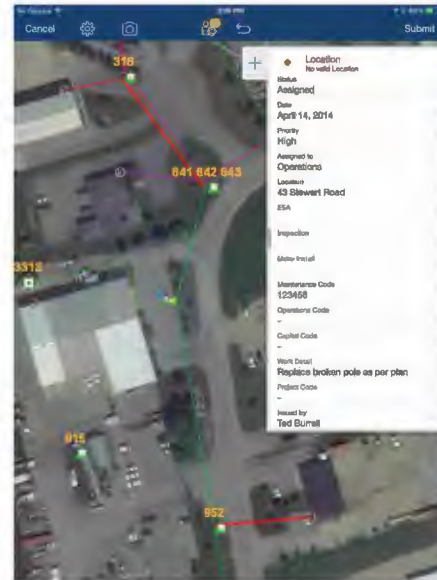 Cancel
Submit
Location
No valid Location
Status
Assigned
Date
April 14, 2014
Priority
High
Assigned to
Operations
Location
43 Stewart Road
ESA
Inspection
Meter Install
Maintenance Code
123456
Operations Code
-
Capital Code
-
Work Detail
Replace broken pole as per plan
Project Code
-
Issued by
Ted Burrell
316
641 642 643
3312
915
952